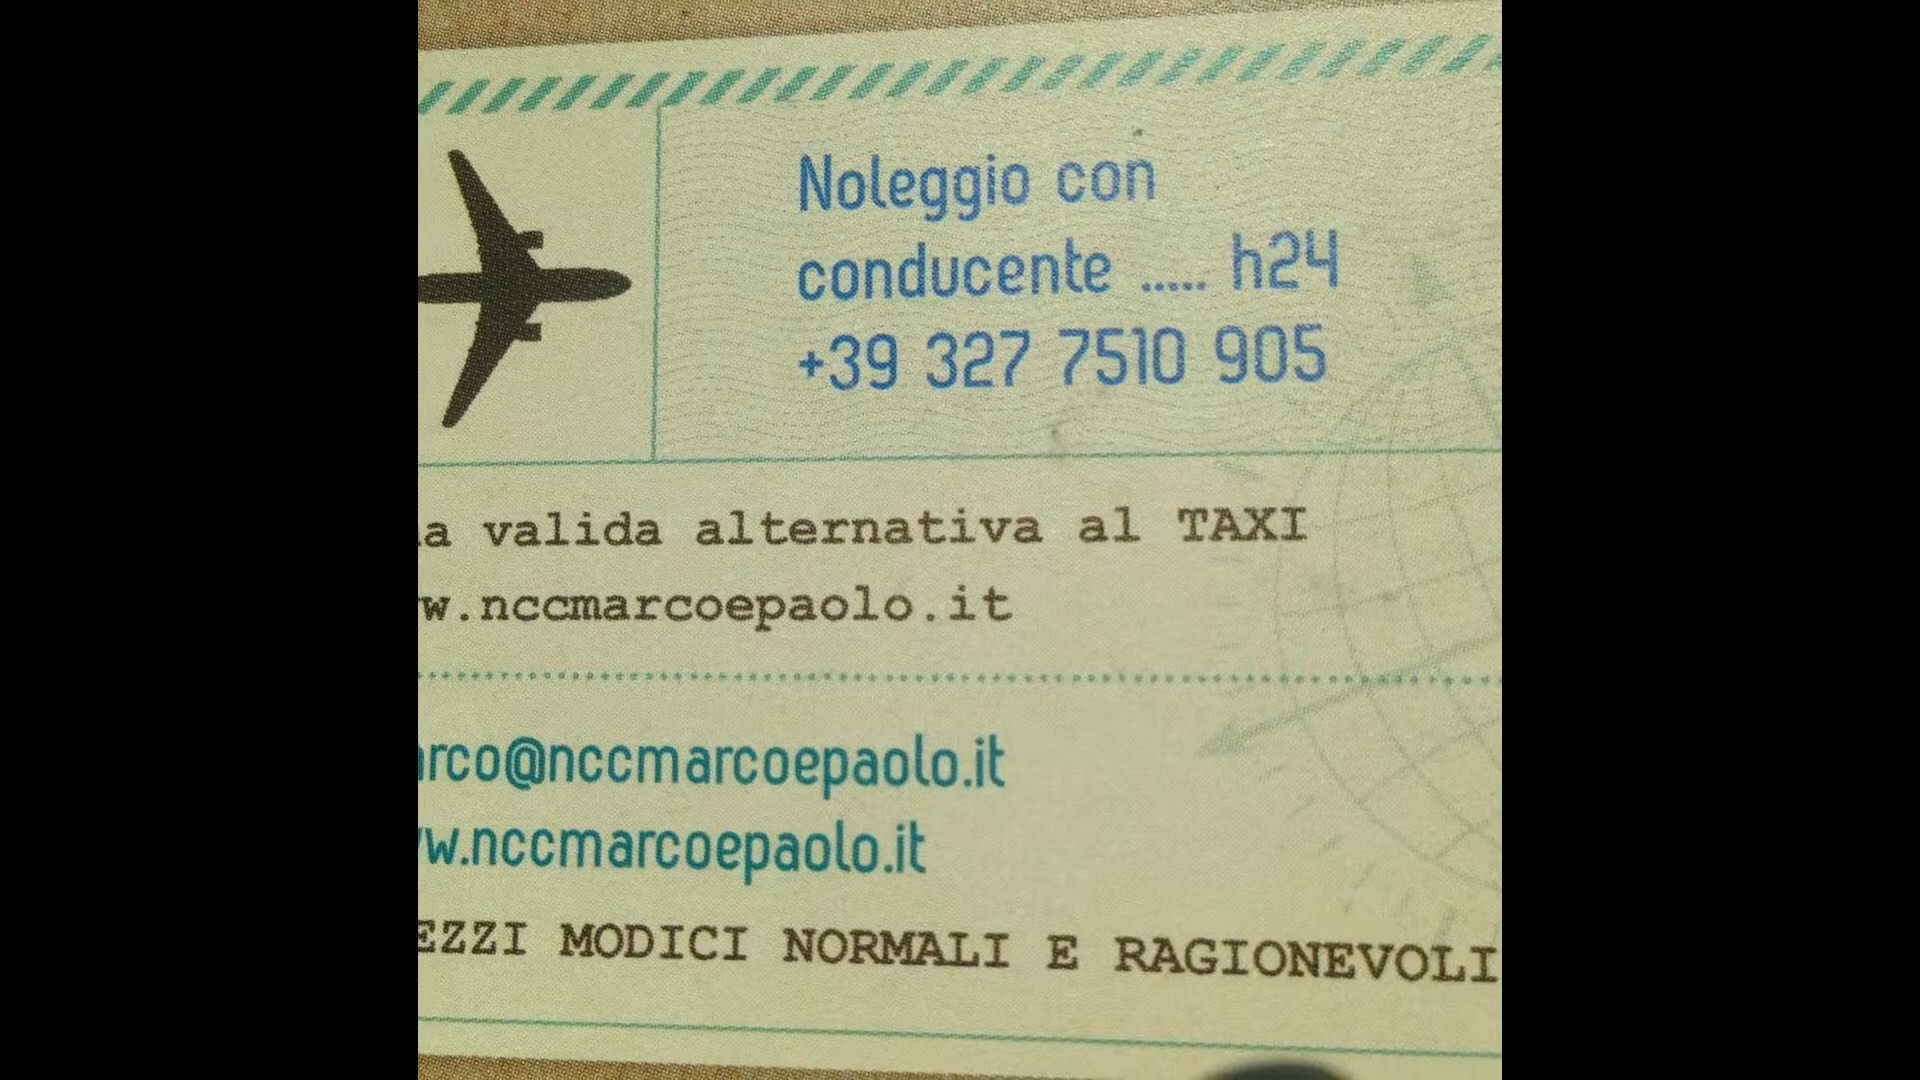 Noleggio con
conducente ..... h24
+39 327 7510 905
a valida alternativa al TAXI
w.nccmarcoepaolo.it
arco@nccmarcoepaolo.it
w.nccmarcoepaolo.it
EZZI MODICI NORMALI E RAGIONEVOLI